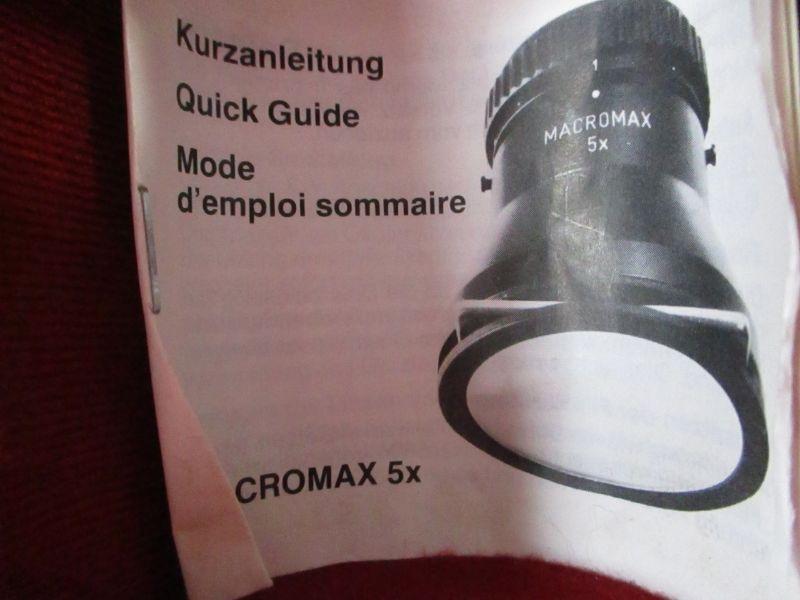 Kurzanleitung
Quick Guide
Mode
d'emploi sommaire
1
MACROMAX
5x
CROMAX 5x